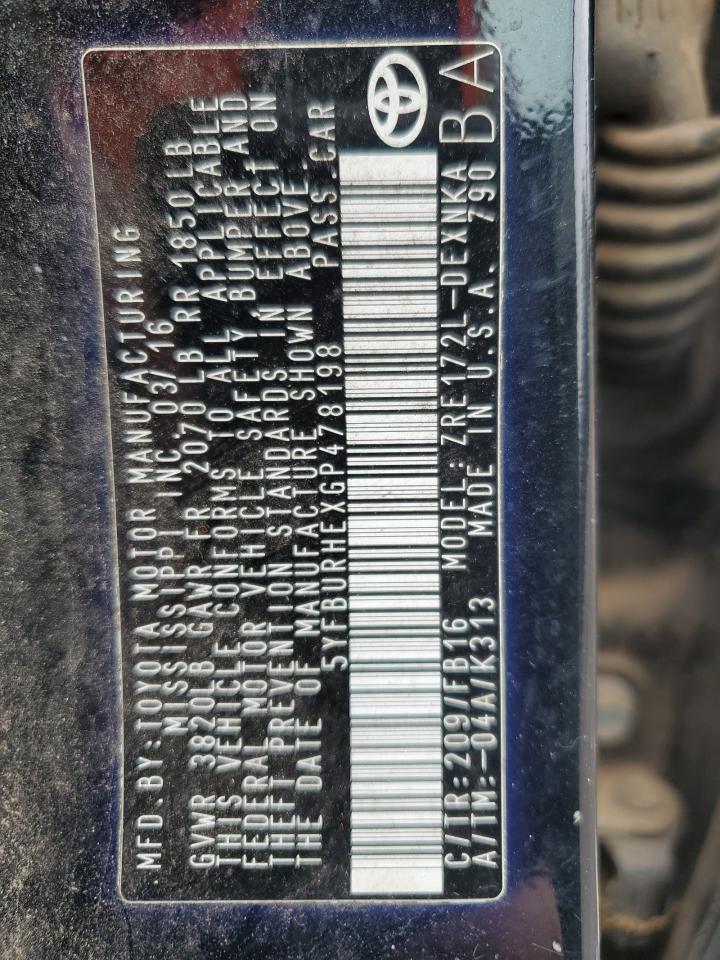 MFD.BY:TOYOTA MOTOR MANUFACTURING
MISSISSIPPI INC. 03/16
GVWR 3820LB GAWR FR 2070 LB RR 1850 LB
THIS VEHICLE CONFORMS TO ALL APPLICABLE
FEDERAL MOTOR VEHICLE SAFETY, BUMPER, AND
THEFT PREVENTION STANDARDS IN EFFECT ON
THE DATE OF MANUFACTURE SHOWN ABOVE.
5YFBURHEXGP478198 PASS.CAR
C/TR:209/FB16 MODEL:ZRE172L-DEXNKA
A/TM:-04A/K313 MADE IN U.S.A. 790
BA